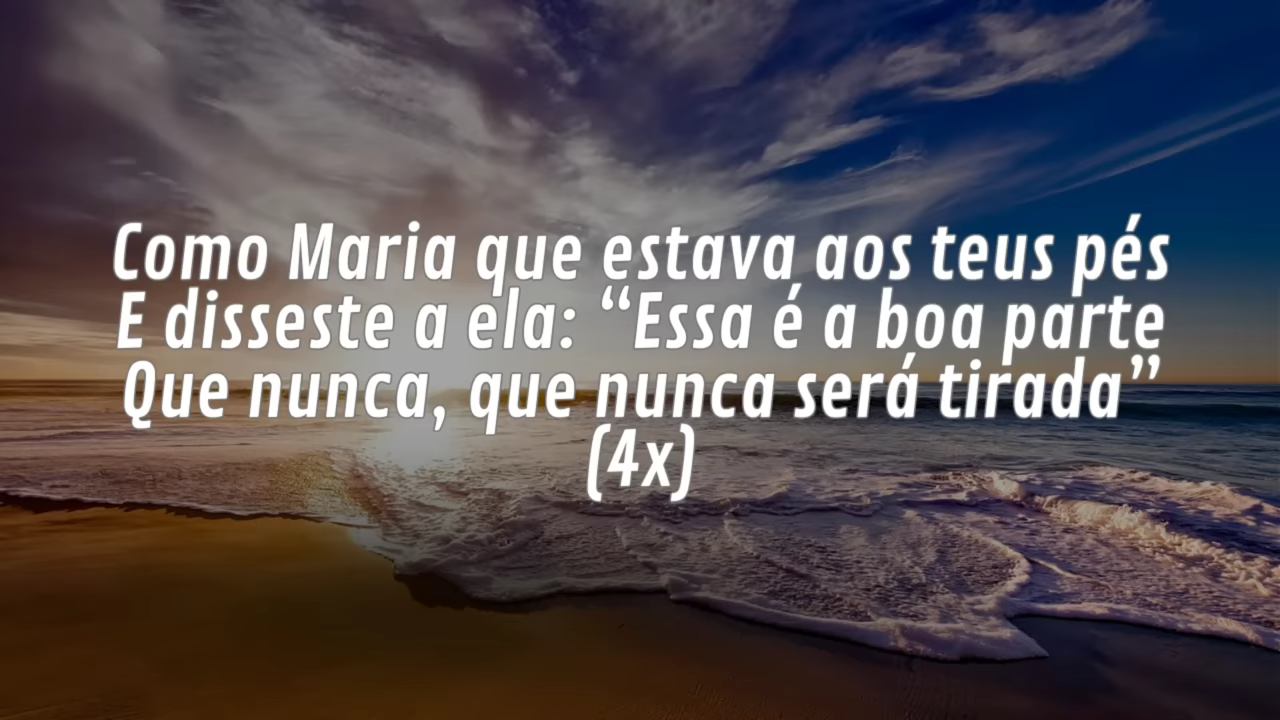 Como Maria que estava aos teus pés
E disseste a ela: “Essa é a boa parte
Que nunca, que nunca será tirada”
(4x)